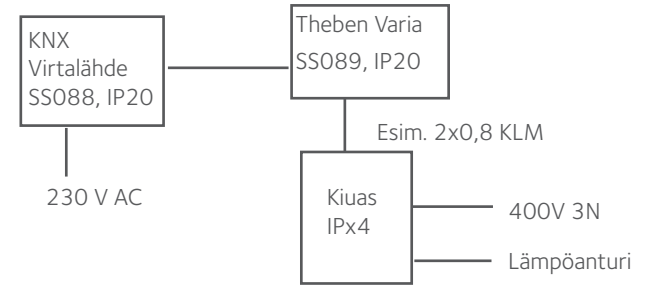 KNX
Virtalähde
SS088, IP20
Theben Varia
SS089, IP20
Esim. 2x0,8 KLM
230 V AC
Kiuas
IPx4
400V 3N
Lämpöanturi